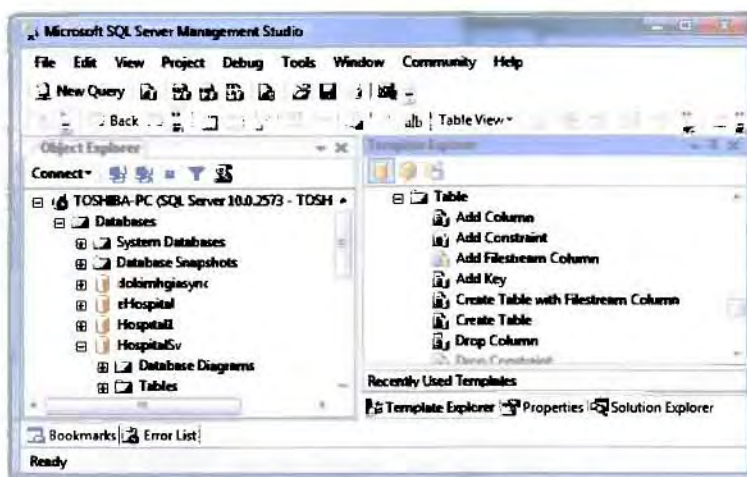 Microsoft SQL Server Management Studio
File Edit View Project Debug Tools Window Community Help
New Query
Back Table View
Object Explorer
Connect
TOSHIBA-PC (SQL Server 10.0.2573 - TOSH
Databases
System Databases
Database Snapshots
eHospital
Hospital1
HospitalSv
Database Diagrams
Tables
Template Explorer
Table
Add Column
Add Constraint
Add Filestream Column
Add Key
Create Table with Filestream Column
Create Table
Drop Column
Drop Constraint
Recently Used Templates
Template Explorer Properties Solution Explorer
Bookmarks Error List
Ready